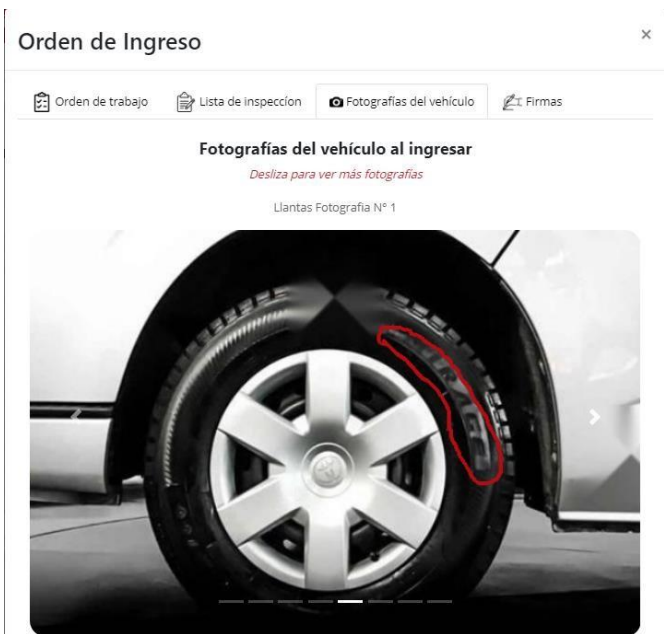 Orden de Ingreso
×
Orden de trabajo
Lista de inspeccíon
Fotografías del vehículo
Firmas
Fotografías del vehículo al ingresar
Desliza para ver más fotografías
Llantas Fotografia Nº 1